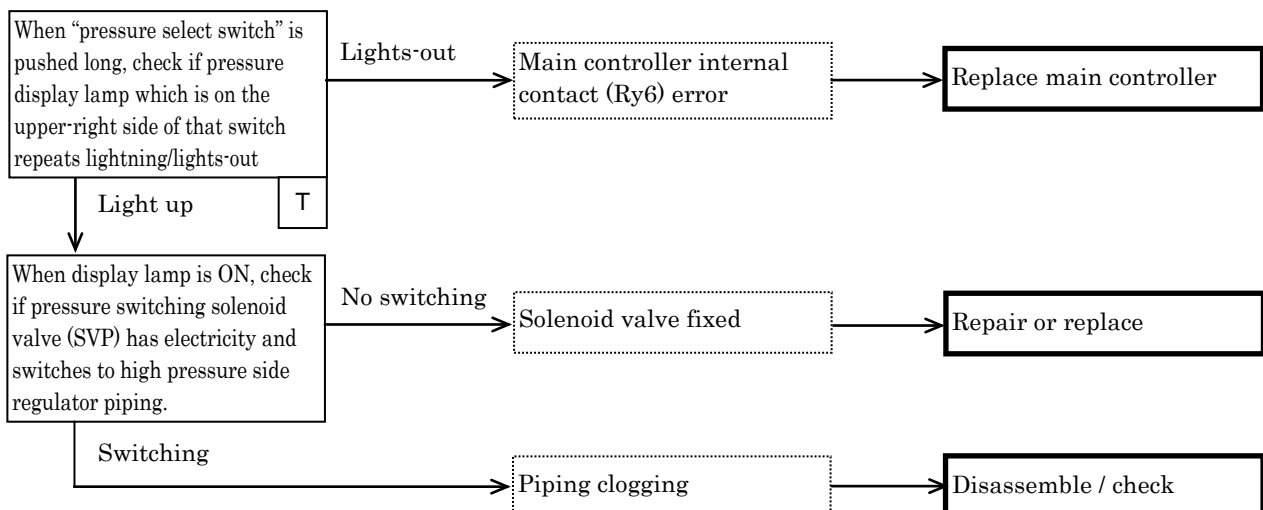 When “pressure select switch” is
pushed long, check if pressure
display lamp which is on the
upper-right side of that switch
repeats lightning/lights-out
T
Lights-out
Main controller internal
contact (Ry6) error
Replace main controller
Light up
When display lamp is ON, check
if pressure switching solenoid
valve (SVP) has electricity and
switches to high pressure side
regulator piping.
No switching
Solenoid valve fixed
Repair or replace
Switching
Piping clogging
Disassemble / check